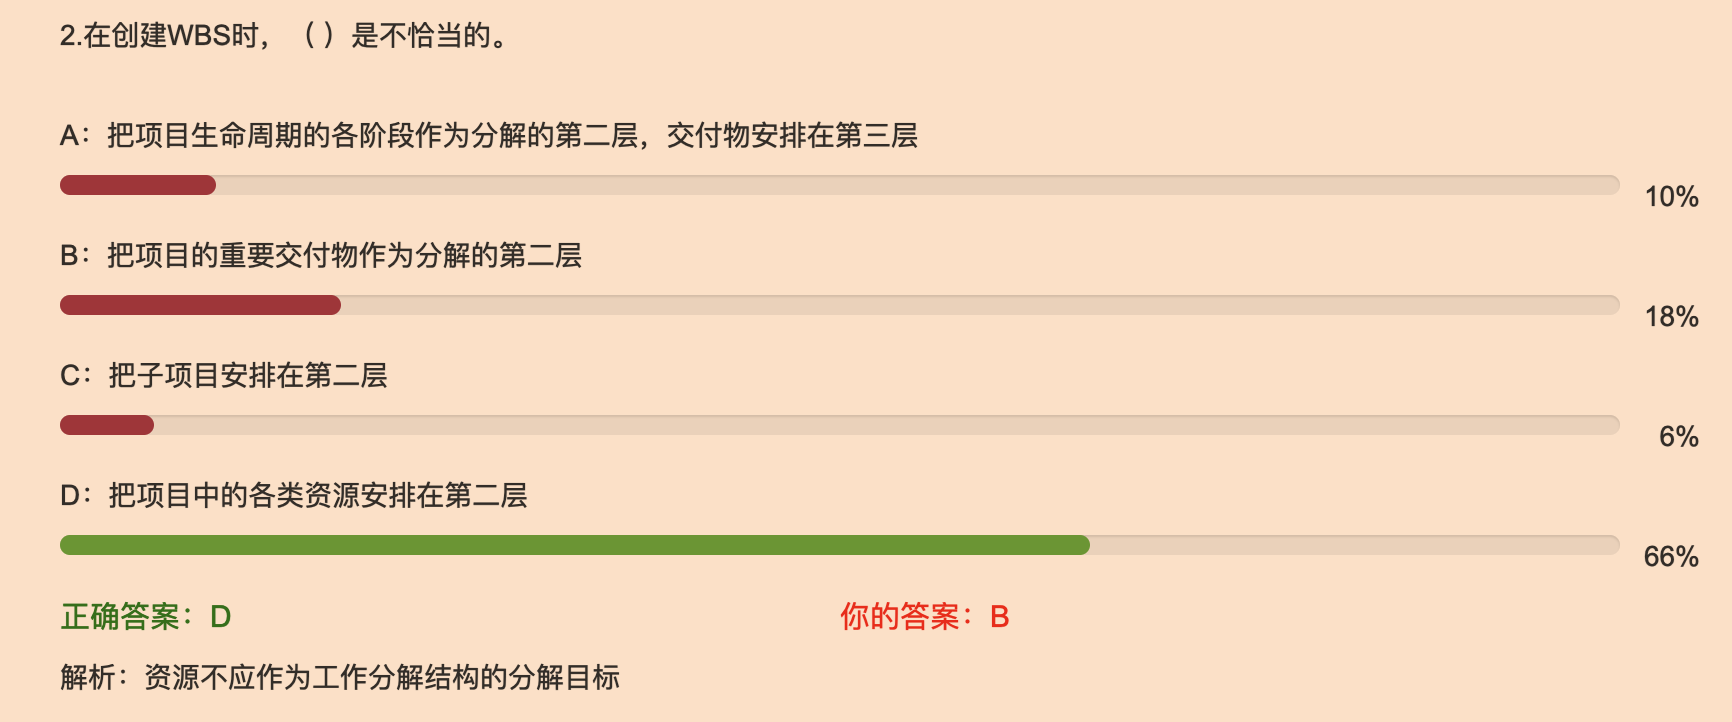 2.在创建WBS时，（ ）是不恰当的。
A：把项目生命周期的各阶段作为分解的第二层，交付物安排在第三层
10%
B：把项目的重要交付物作为分解的第二层
18%
C：把子项目安排在第二层
6%
D：把项目中的各类资源安排在第二层
66%
正确答案：D 你的答案：B
解析：资源不应作为工作分解结构的分解目标